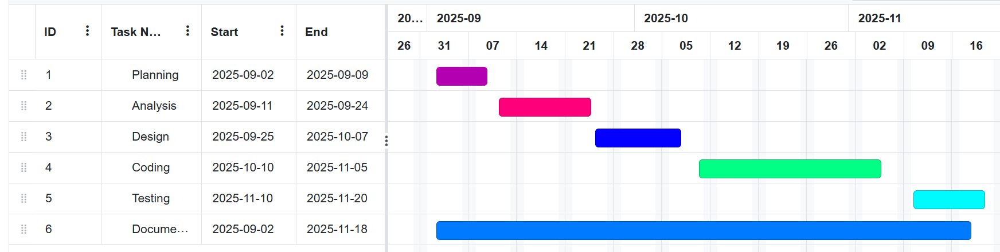 ID Task N... Start End 20... 2025-09 2025-10 2025-11
26 31 07 14 21 28 05 12 19 26 02 09 16
1 Planning 2025-09-02 2025-09-09
2 Analysis 2025-09-11 2025-09-24
3 Design 2025-09-25 2025-10-07
4 Coding 2025-10-10 2025-11-05
5 Testing 2025-11-10 2025-11-20
6 Docume... 2025-09-02 2025-11-18